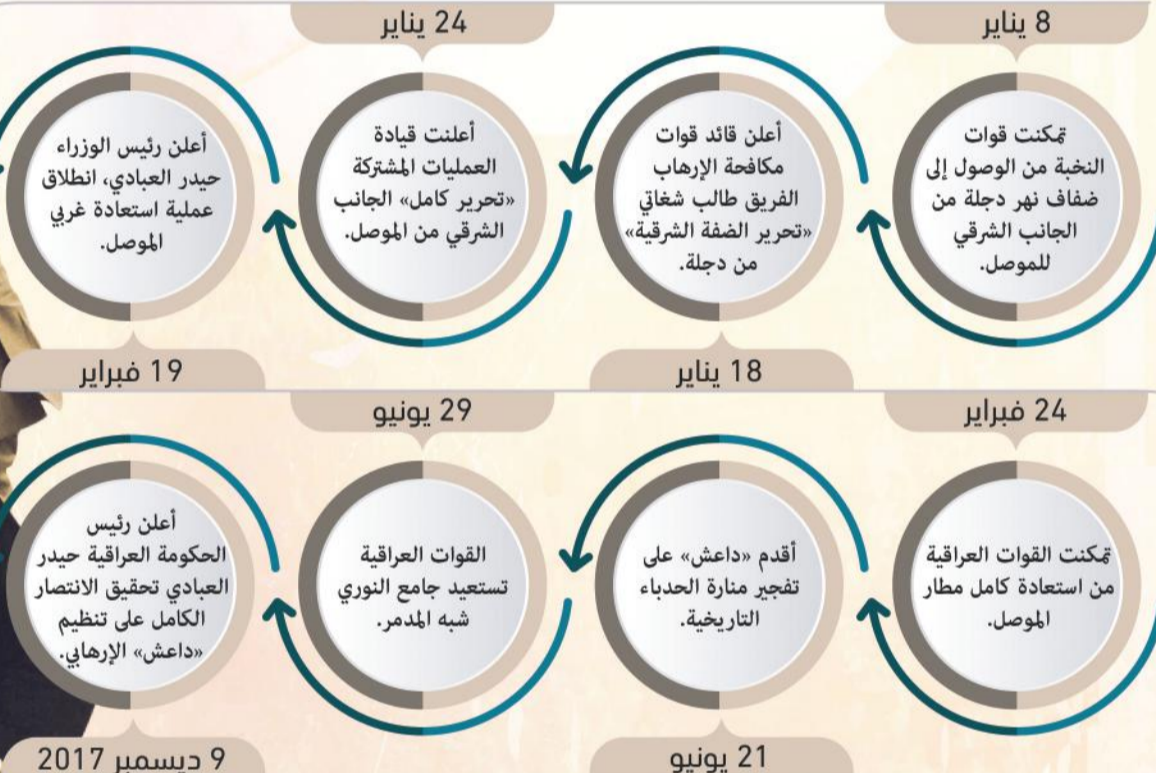 8 يناير
تمكنت قوات
النخبة من الوصول إلى
ضفاف نهر دجلة من
الجانب الشرقي
للموصل.
أعلن قائد قوات
مكافحة الإرهاب
الفريق طالب شغاتي
«تحرير الضفة الشرقية»
من دجلة.
18 يناير
24 يناير
أعلنت قيادة
العمليات المشتركة
«تحرير كامل» الجانب
الشرقي من الموصل.
أعلن رئيس الوزراء
حيدر العبادي، انطلاق
عملية استعادة غربي
الموصل.
19 فبراير
24 فبراير
تمكنت القوات العراقية
من استعادة كامل مطار
الموصل.
أقدم «داعش» على
تفجير منارة الحدباء
التاريخية.
21 يونيو
29 يونيو
القوات العراقية
تستعيد جامع النوري
شبه المدمر.
أعلن رئيس
الحكومة العراقية حيدر
العبادي تحقيق الانتصار
الكامل على تنظيم
«داعش» الإرهابي.
9 ديسمبر 2017